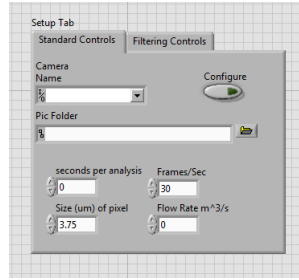 Setup Tab
Standard Controls
Filtering Controls
Camera
Name
Configure
I/O
Pic Folder
seconds per analysis
Frames/Sec
0
30
Size (um) of pixel
Flow Rate m^3/s
3.75
0